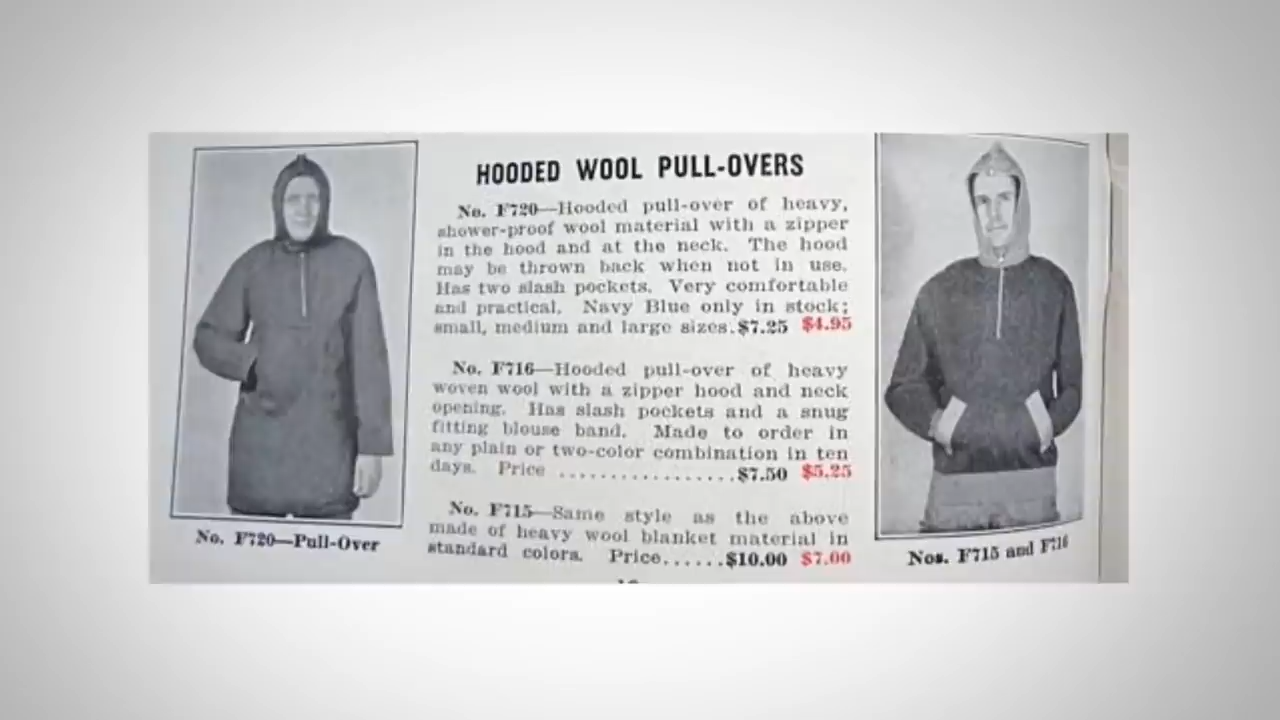 HOODED WOOL PULL-OVERS
No. F720—Hooded pull-over of heavy,
shower-proof wool material with a zipper
in the hood and at the neck. The hood
may be thrown back when not in use.
Has two slash pockets. Very comfortable
and practical. Navy Blue only in stock;
small, medium and large sizes. $7.25 $4.95
No. F716—Hooded pull-over of heavy
woven wool with a zipper hood and neck
opening. Has slash pockets and a snug
fitting blouse band. Made to order in
any plain or two-color combination in ten
days. Price ................$7.50 $5.25
No. F715—Same style as the above
made of heavy wool blanket material in
standard colors. Price......$10.00 $7.00
No. F720—Pull-Over
Nos. F715 and F716